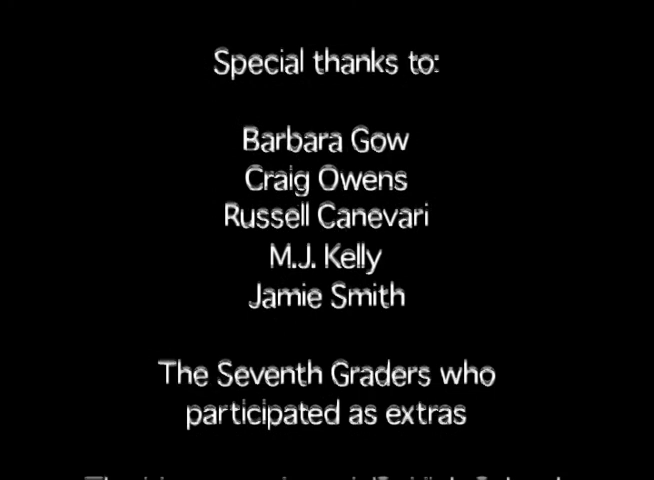 Special thanks to:
Barbara Gow
Craig Owens
Russell Canevari
M.J. Kelly
Jamie Smith
The Seventh Graders who
participated as extras